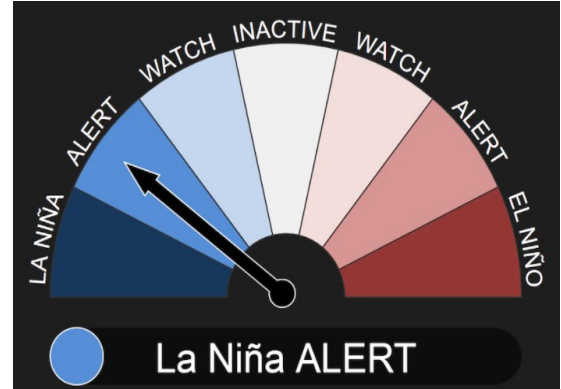 LA NIÑA
ALERT
WATCH
INACTIVE
WATCH
ALERT
EL NIÑO
La Niña ALERT